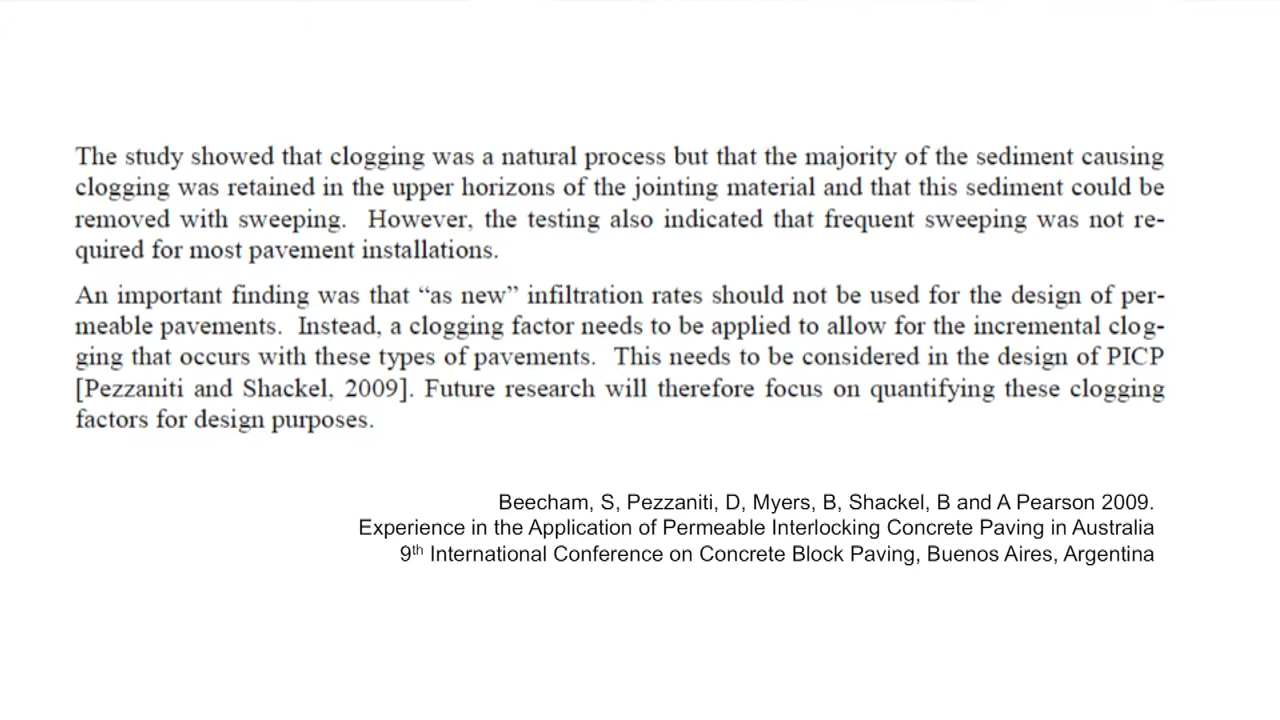 The study showed that clogging was a natural process but that the majority of the sediment causing
clogging was retained in the upper horizons of the jointing material and that this sediment could be
removed with sweeping.  However, the testing also indicated that frequent sweeping was not re-
quired for most pavement installations.
An important finding was that “as new” infiltration rates should not be used for the design of per-
meable pavements.  Instead, a clogging factor needs to be applied to allow for the incremental clog-
ging that occurs with these types of pavements.  This needs to be considered in the design of PICP
[Pezzaniti and Shackel, 2009]. Future research will therefore focus on quantifying these clogging
factors for design purposes.
Beecham, S, Pezzaniti, D, Myers, B, Shackel, B and A Pearson 2009.
Experience in the Application of Permeable Interlocking Concrete Paving in Australia
9th International Conference on Concrete Block Paving, Buenos Aires, Argentina